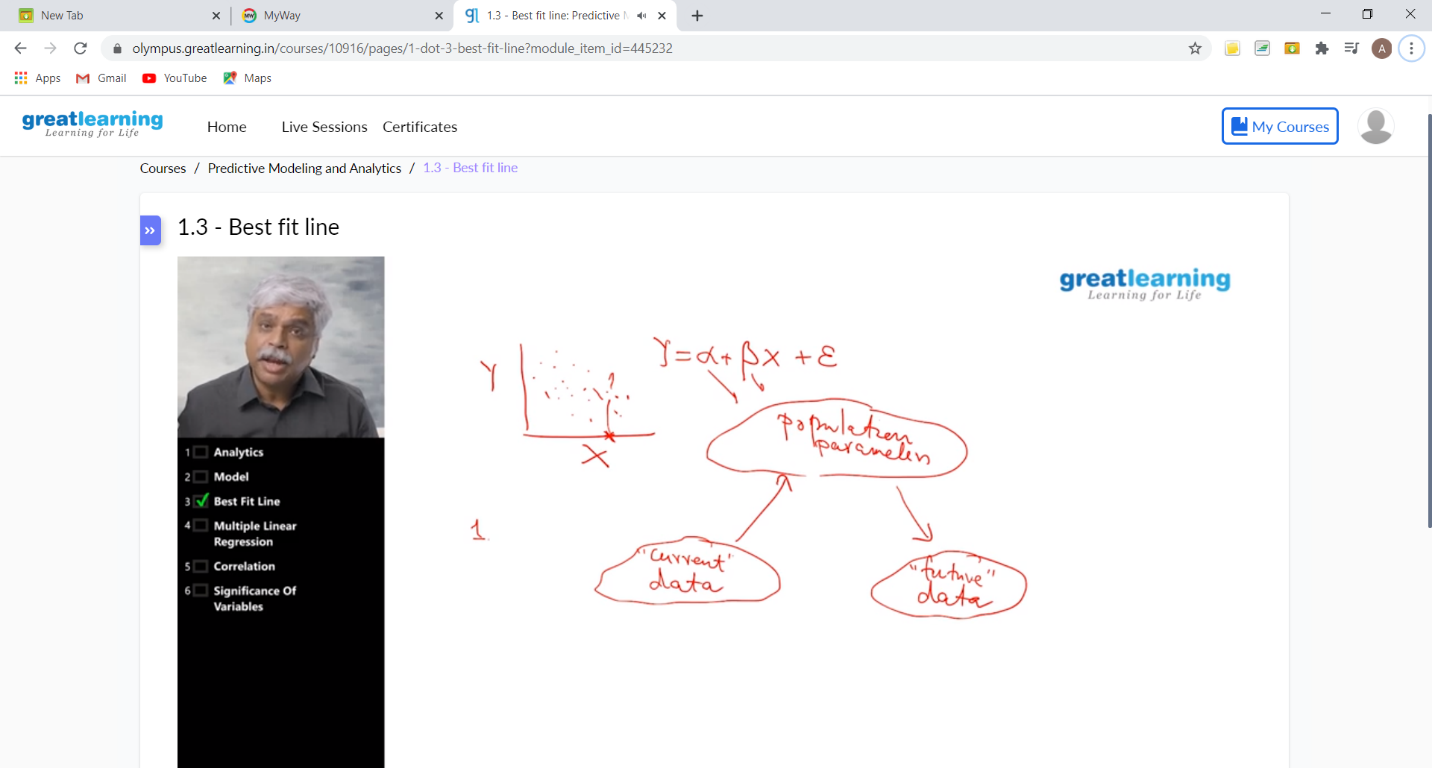 New Tab
MyWay
1.3 - Best fit line: Predictive M
olympus.greatlearning.in/courses/10916/pages/1-dot-3-best-fit-line?module_item_id=445232
A
Apps Gmail YouTube Maps
greatlearning
Learning for Life
Home Live Sessions Certificates
My Courses
Courses / Predictive Modeling and Analytics / 1.3 - Best fit line
»
1.3 - Best fit line
greatlearning
Learning for Life
Y
Y=α+βX+ε
?
population
parameters
X
1 Analytics
2 Model
3 Best Fit Line
4 Multiple Linear
Regression
5 Correlation
6 Significance Of
Variables
1.
"current"
data
"future"
data